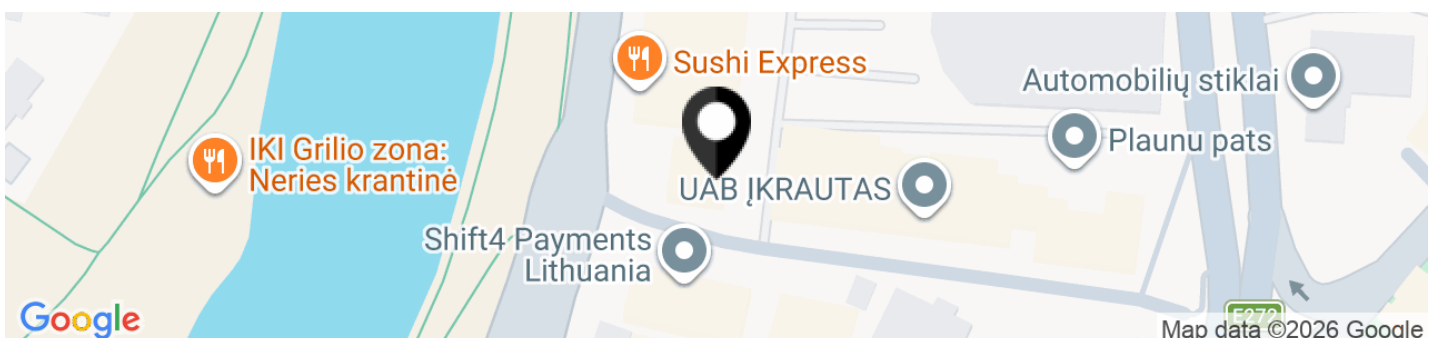 Sushi Express
Automobilių stiklai
Plaunu pats
IKI Grilio zona:
Neries krantinė
UAB ĮKRAUTAS
Shift4 Payments
Lithuania
Google
E272
Map data ©2026 Google